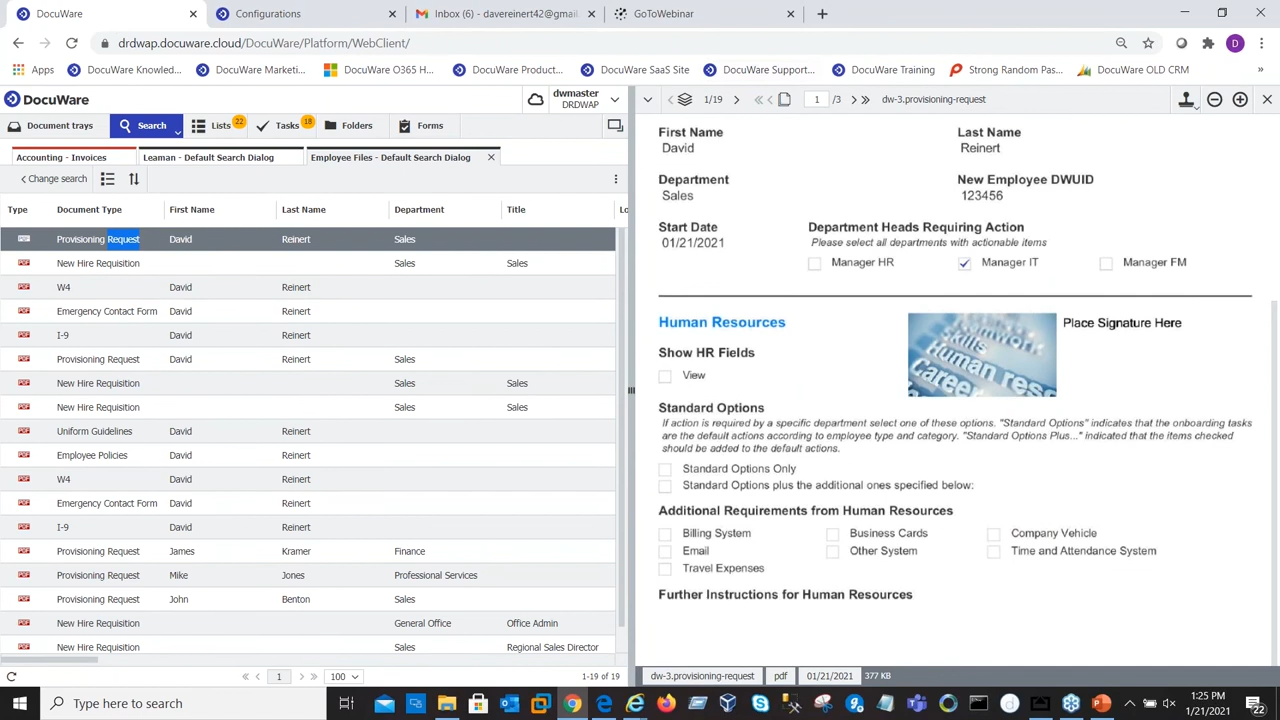 DocuWare
Configurations
Inbox (6) - davereinert42@gmail.
GoToWebinar
drdwap.docuware.cloud/DocuWare/Platform/WebClient/
D
Apps
DocuWare Knowled...
DocuWare Marketi...
DocuWare O365 H...
DocuWare Product...
DocuWare SaaS Site
DocuWare Support...
DocuWare Training
Strong Random Pas...
DocuWare OLD CRM
»
DocuWare
dwmaster
DRDWAP
1/19
1 /3
dw-3.provisioning-request
Document trays
Search
Lists 22
Tasks 18
Folders
Forms
Accounting - Invoices
Leaman - Default Search Dialog
Employee Files - Default Search Dialog
Change search
Type Document Type First Name Last Name Department Title Lo
Provisioning Request David Reinert Sales
New Hire Requisition Sales Sales
W4 David Reinert
Emergency Contact Form David Reinert
I-9 David Reinert
Provisioning Request David Reinert Sales
New Hire Requisition Sales Sales
New Hire Requisition Sales Sales
Uniform Guidelines David Reinert
Employee Policies David Reinert
W4 David Reinert
Emergency Contact Form David Reinert
I-9 David Reinert
Provisioning Request James Kramer Finance
Provisioning Request Mike Jones Professional Services
Provisioning Request John Benton Sales
New Hire Requisition General Office Office Admin
New Hire Requisition Sales Regional Sales Director
1
100
1-19 of 19
First Name Last Name
David Reinert
Department New Employee DWUID
Sales 123456
Start Date Department Heads Requiring Action
01/21/2021 Please select all departments with actionable items
Manager HR Manager IT Manager FM
Human Resources
Teamwork
Skills
Human res
Career
Place Signature Here
Show HR Fields
View
Standard Options
If action is required by a specific department select one of these options. "Standard Options" indicates that the onboarding tasks
are the default actions according to employee type and category. "Standard Options Plus..." indicated that the items checked
should be added to the default actions.
Standard Options Only
Standard Options plus the additional ones specified below:
Additional Requirements from Human Resources
Billing System Business Cards Company Vehicle
Email Other System Time and Attendance System
Travel Expenses
Further Instructions for Human Resources
dw-3.provisioning-request pdf 01/21/2021 377 KB
Type here to search
1:25 PM
1/21/2021
22